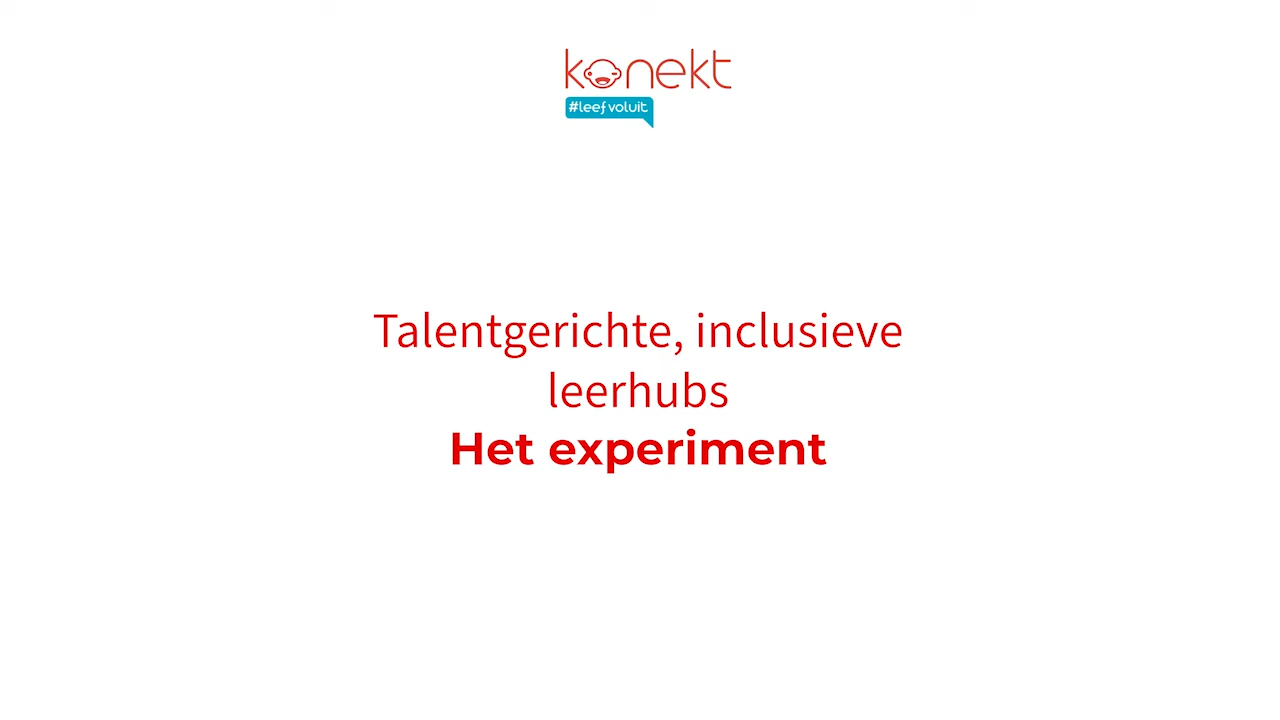 konekt
#leefvoluit
Talentgerichte, inclusieve
leerhubs
Het experiment